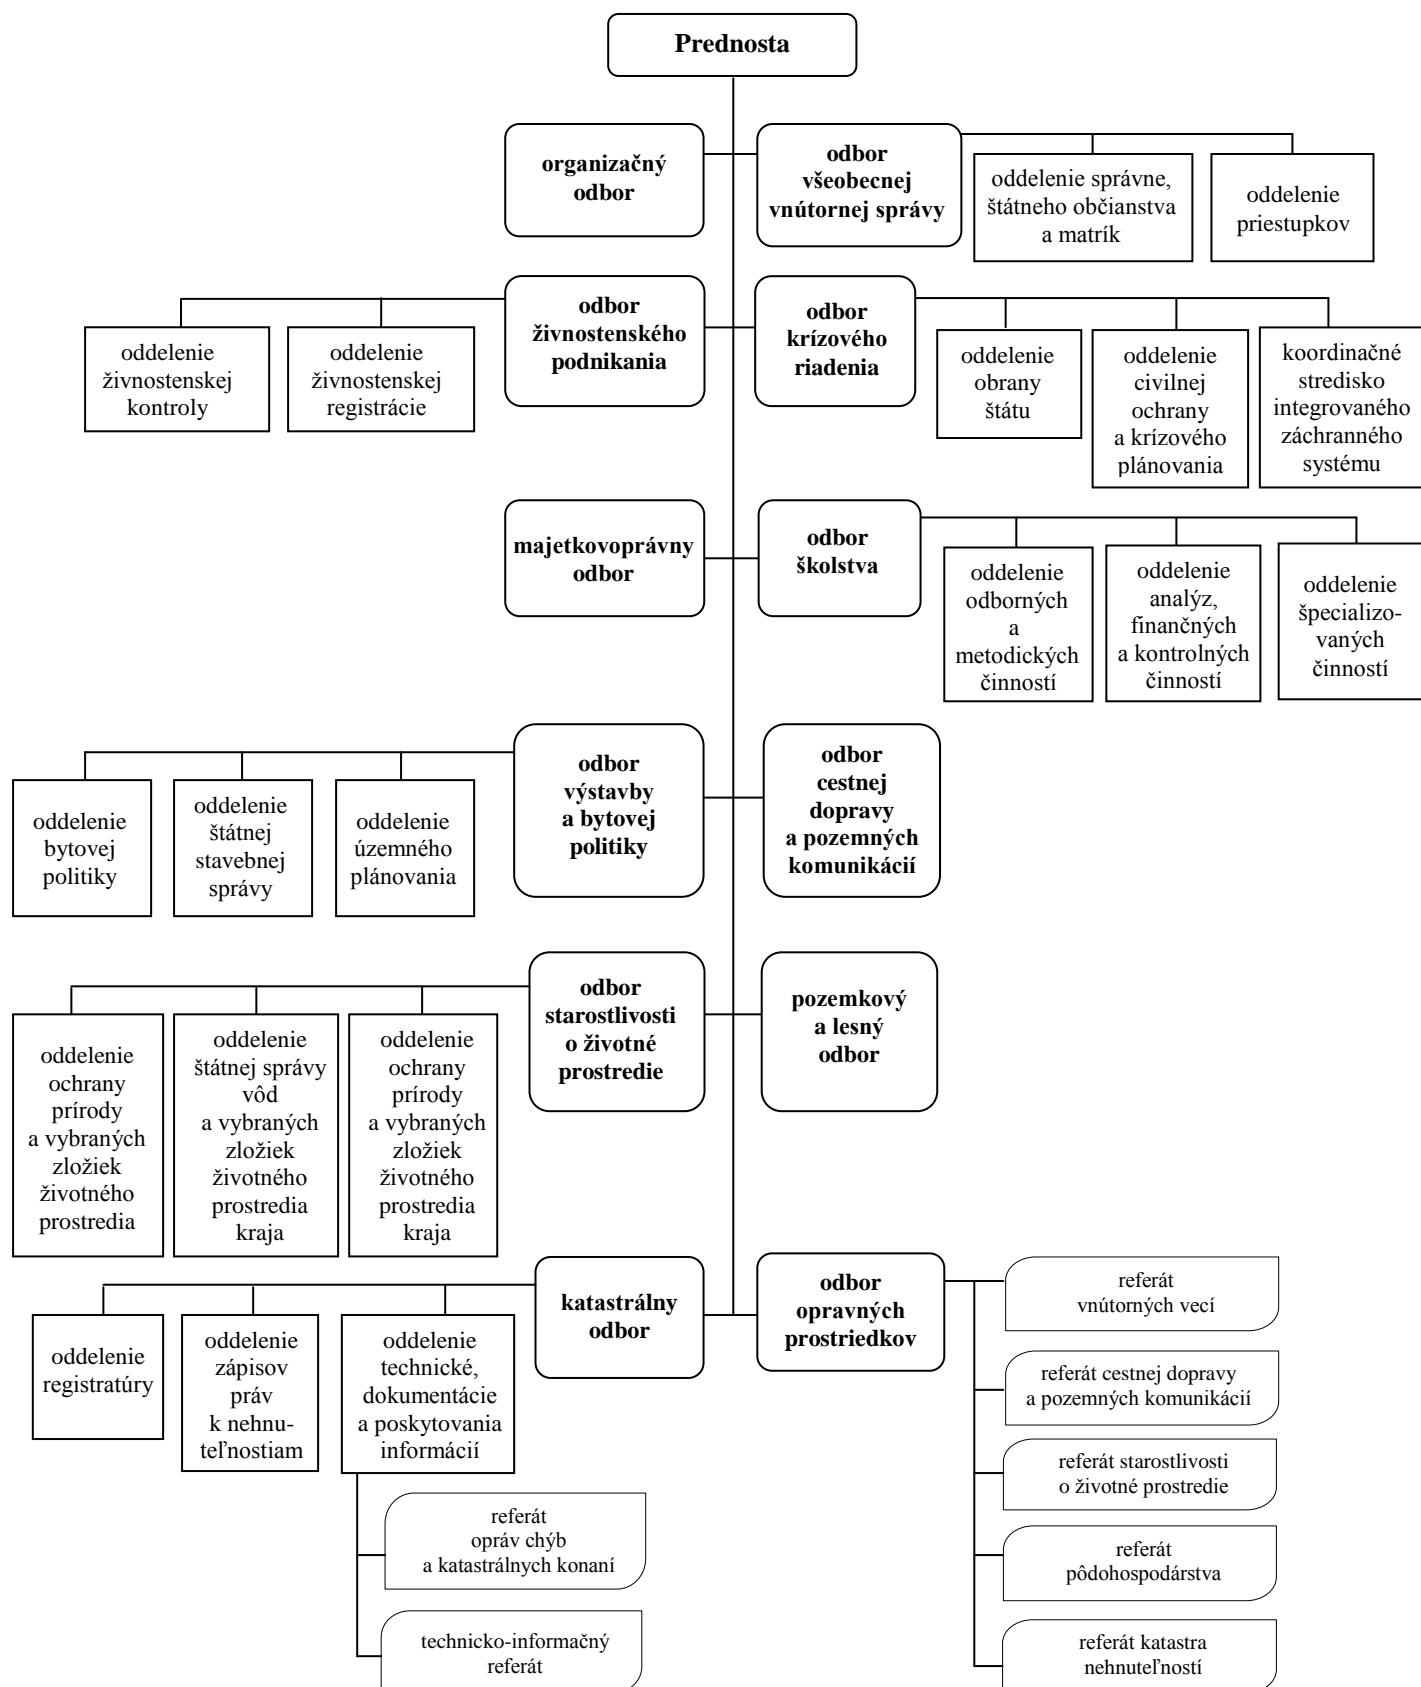 Prednosta
organizačný
odbor
odbor
všeobecnej
vnútornej správy
oddelenie správne,
štátneho občianstva
a matrík
oddelenie
priestupkov
oddelenie
živnostenskej
kontroly
oddelenie
živnostenskej
registrácie
odbor
živnostenského
podnikania
odbor
krízového
riadenia
oddelenie
obrany
štátu
oddelenie
civilnej
ochrany
a krízového
plánovania
koordinačné
stredisko
integrovaného
záchranného
systému
majetkovoprávny
odbor
odbor
školstva
oddelenie
odborných
a
metodických
činností
oddelenie
analýz,
finančných
a kontrolných
činností
oddelenie
špecializo-
vaných
činností
oddelenie
bytovej
politiky
oddelenie
štátnej
stavebnej
správy
oddelenie
územného
plánovania
odbor
výstavby
a bytovej
politiky
odbor
cestnej
dopravy
a pozemných
komunikácií
oddelenie
ochrany
prírody
a vybraných
zložiek
životného
prostredia
oddelenie
štátnej správy
vôd
a vybraných
zložiek
životného
prostredia
kraja
oddelenie
ochrany
prírody
a vybraných
zložiek
životného
prostredia
kraja
odbor
starostlivosti
o životné
prostredie
pozemkový
a lesný
odbor
oddelenie
registratúry
oddelenie
zápisov
práv
k nehnu-
teľnostiam
oddelenie
technické,
dokumentácie
a poskytovania
informácií
katastrálny
odbor
odbor
opravných
prostriedkov
referát
vnútorných vecí
referát cestnej dopravy
a pozemných komunikácií
referát starostlivosti
o životné prostredie
referát
pôdohospodárstva
referát katastra
nehnuteľností
referát
opráv chýb
a katastrálnych konaní
technicko-informačný
referát